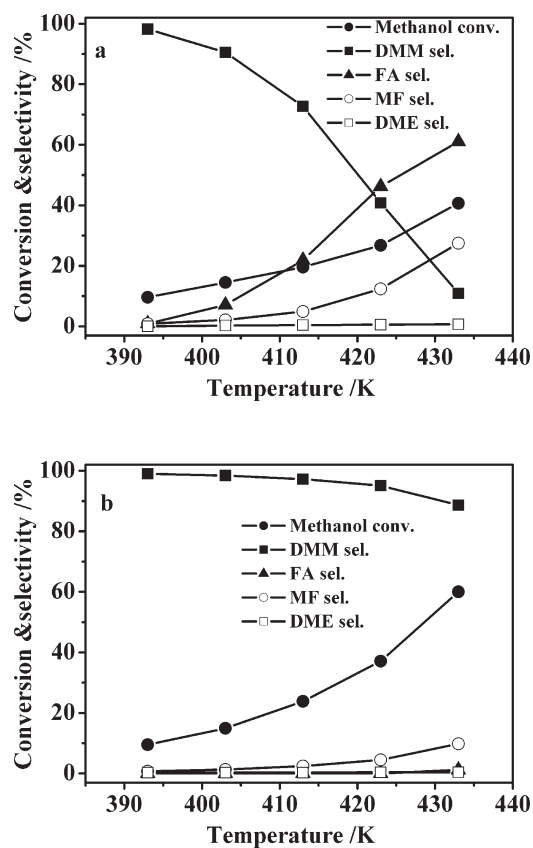 a
Methanol conv.
DMM sel.
FA sel.
MF sel.
DME sel.
Conversion &selectivity /%
100
80
60
40
20
0
390 400 410 420 430 440
Temperature /K
b
Methanol conv.
DMM sel.
FA sel.
MF sel.
DME sel.
Conversion &selectivity /%
100
80
60
40
20
0
390 400 410 420 430 440
Temperature /K